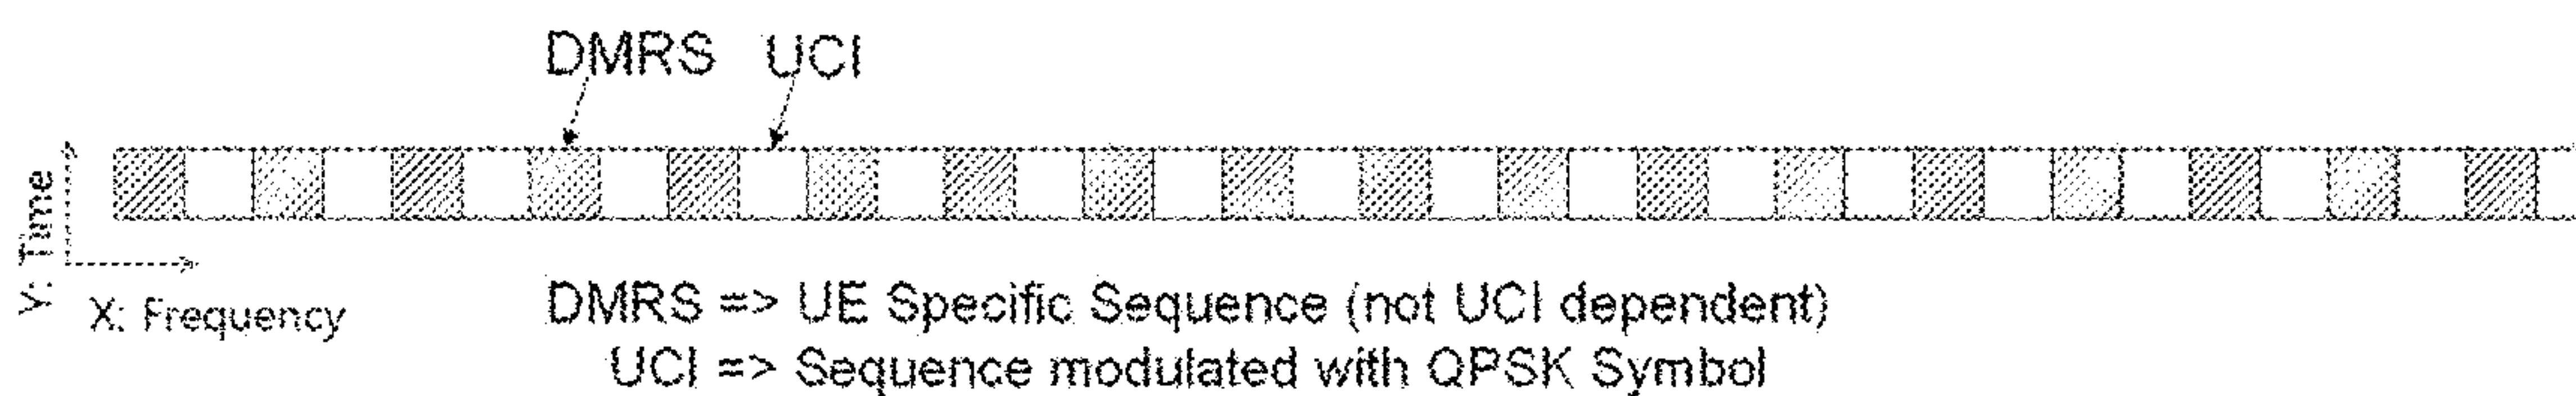 DMRS UCI
Y: Time
X: Frequency
DMRS => UE Specific Sequence (not UCI dependent)
UCI => Sequence modulated with QPSK Symbol